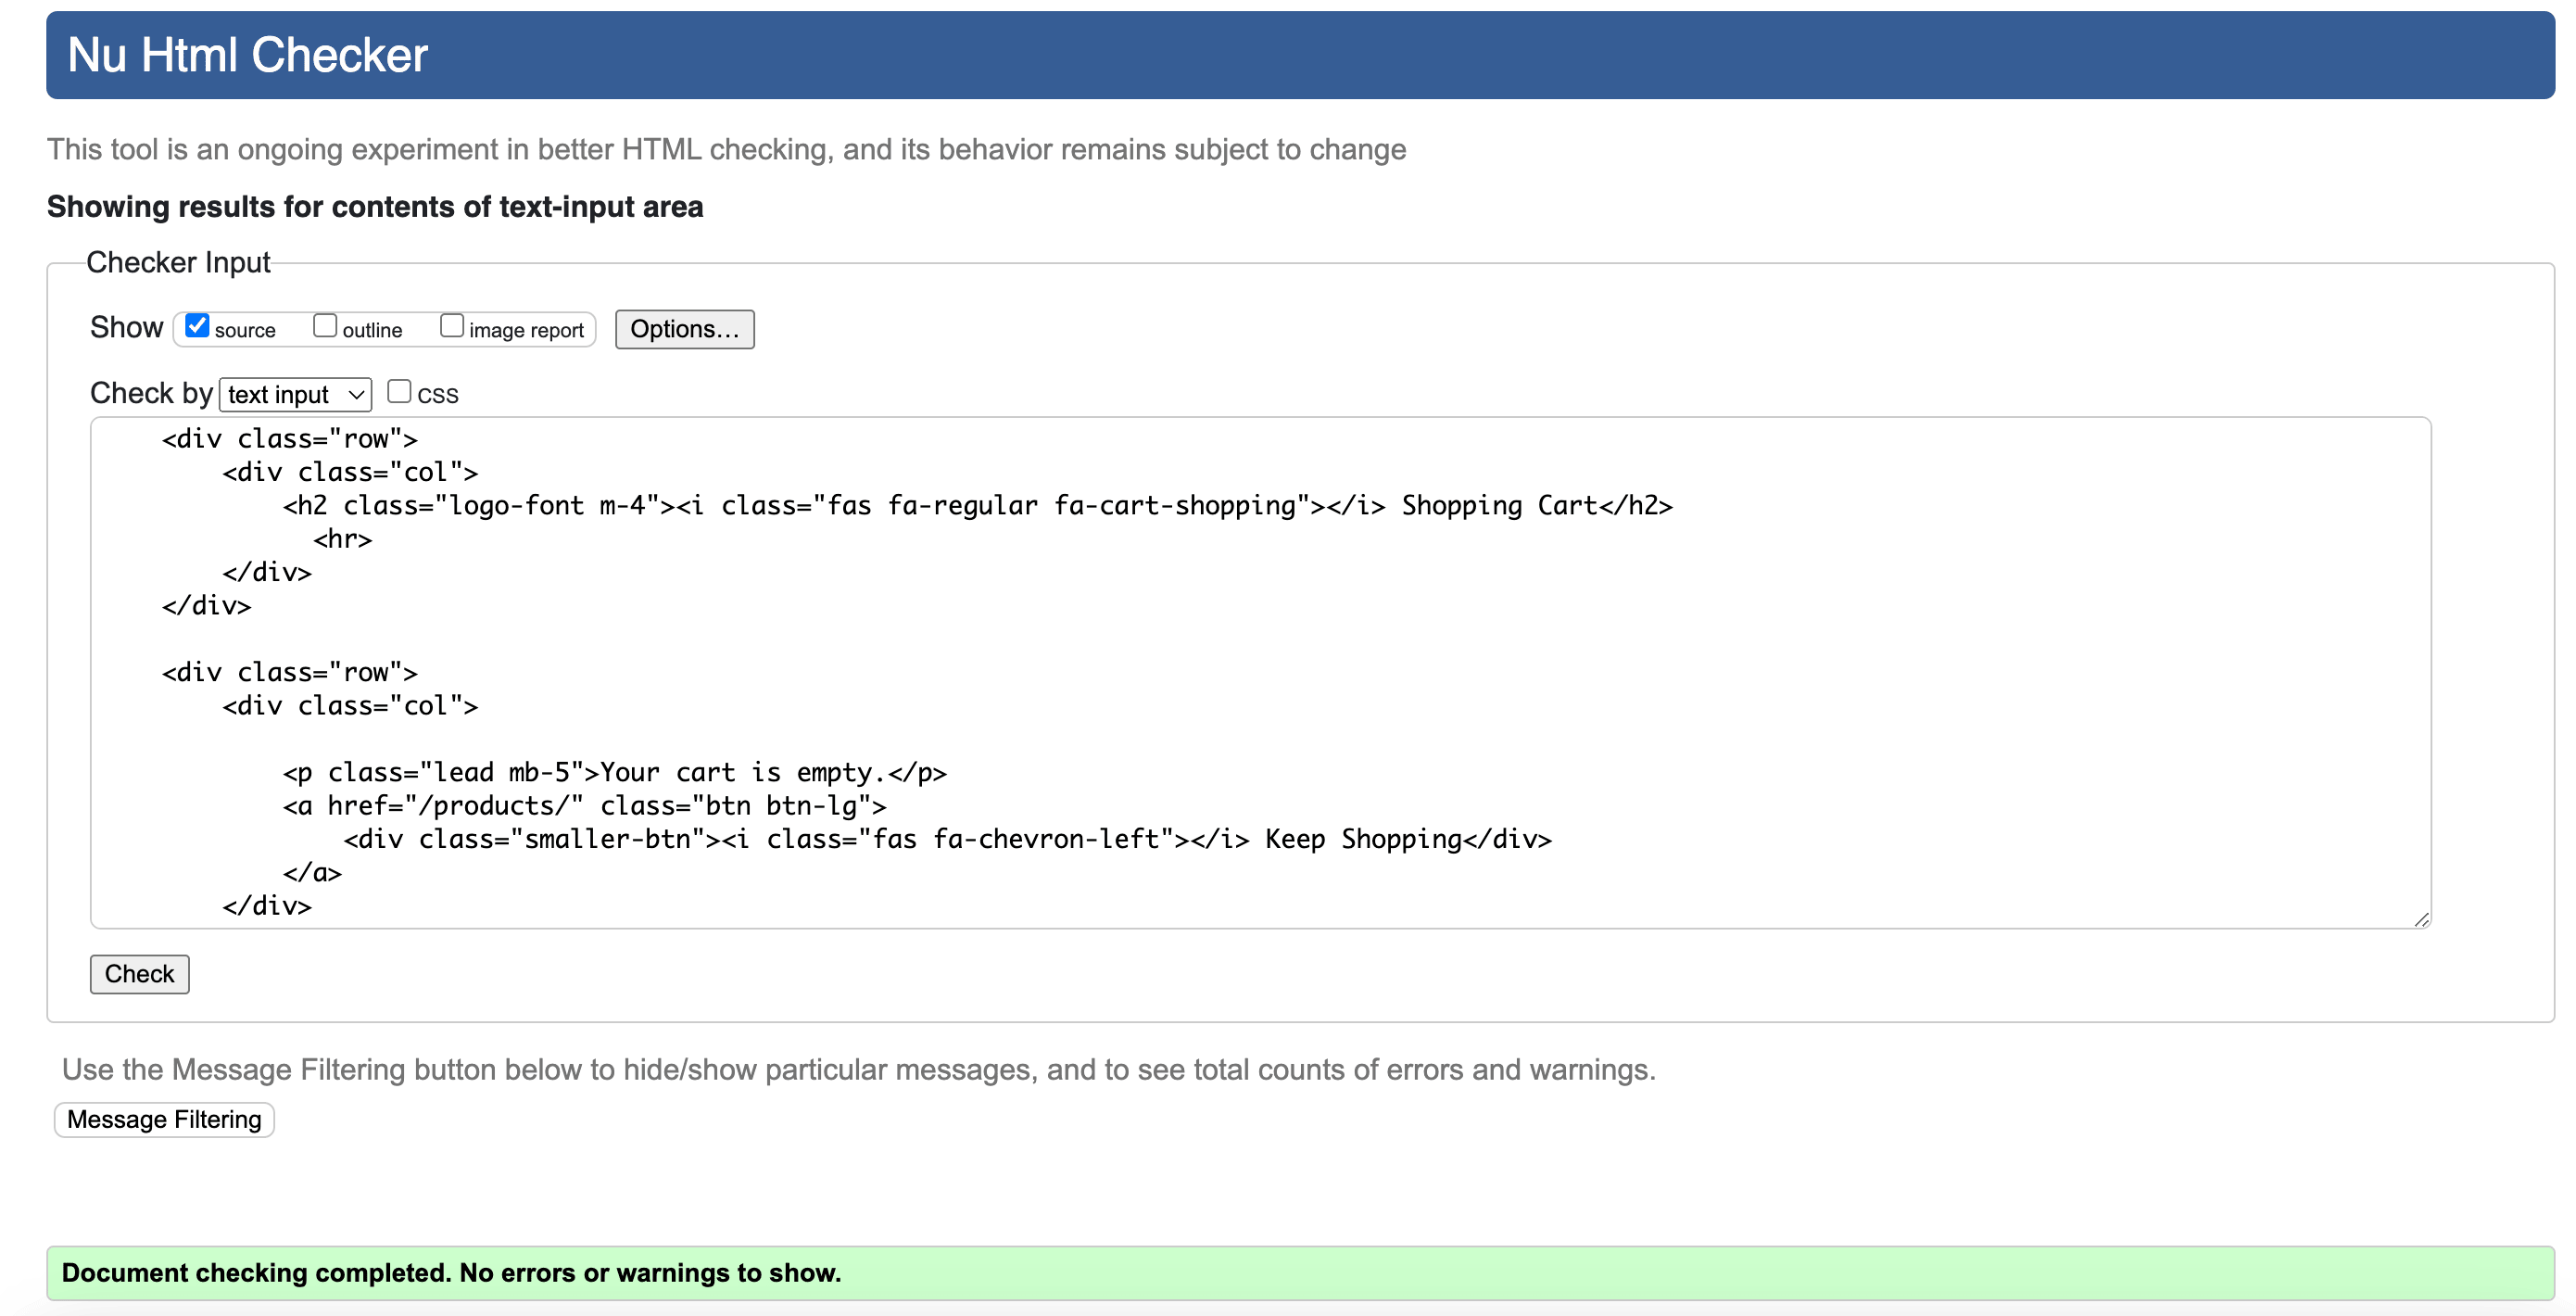 Nu Html Checker
This tool is an ongoing experiment in better HTML checking, and its behavior remains subject to change
Showing results for contents of text-input area
Checker Input
Show source outline image report Options...
Check by text input css
<div class="row">
<div class="col">
<h2 class="logo-font m-4"><i class="fas fa-regular fa-cart-shopping"></i> Shopping Cart</h2>
<hr>
</div>
</div>
<div class="row">
<div class="col">
<p class="lead mb-5">Your cart is empty.</p>
<a href="/products/" class="btn btn-lg">
<div class="smaller-btn"><i class="fas fa-chevron-left"></i> Keep Shopping</div>
</a>
</div>
Check
Use the Message Filtering button below to hide/show particular messages, and to see total counts of errors and warnings.
Message Filtering
Document checking completed. No errors or warnings to show.